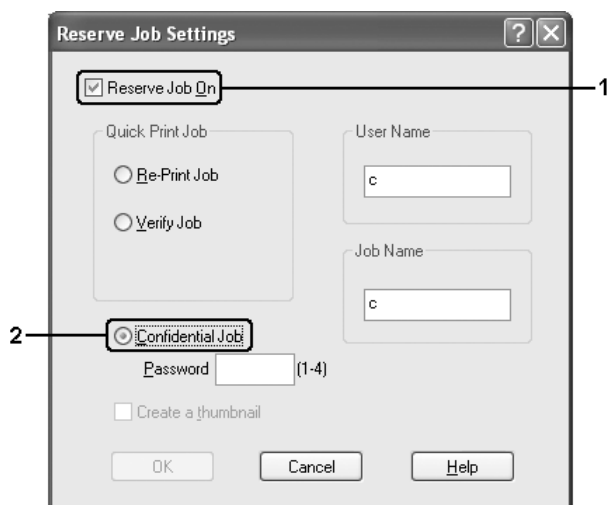 Reserve Job Settings
Reserve Job On
1
Quick Print Job
User Name
Re-Print Job
c
Verify Job
Job Name
c
2
Confidential Job
Password (1-4)
Create a thumbnail
OK Cancel Help